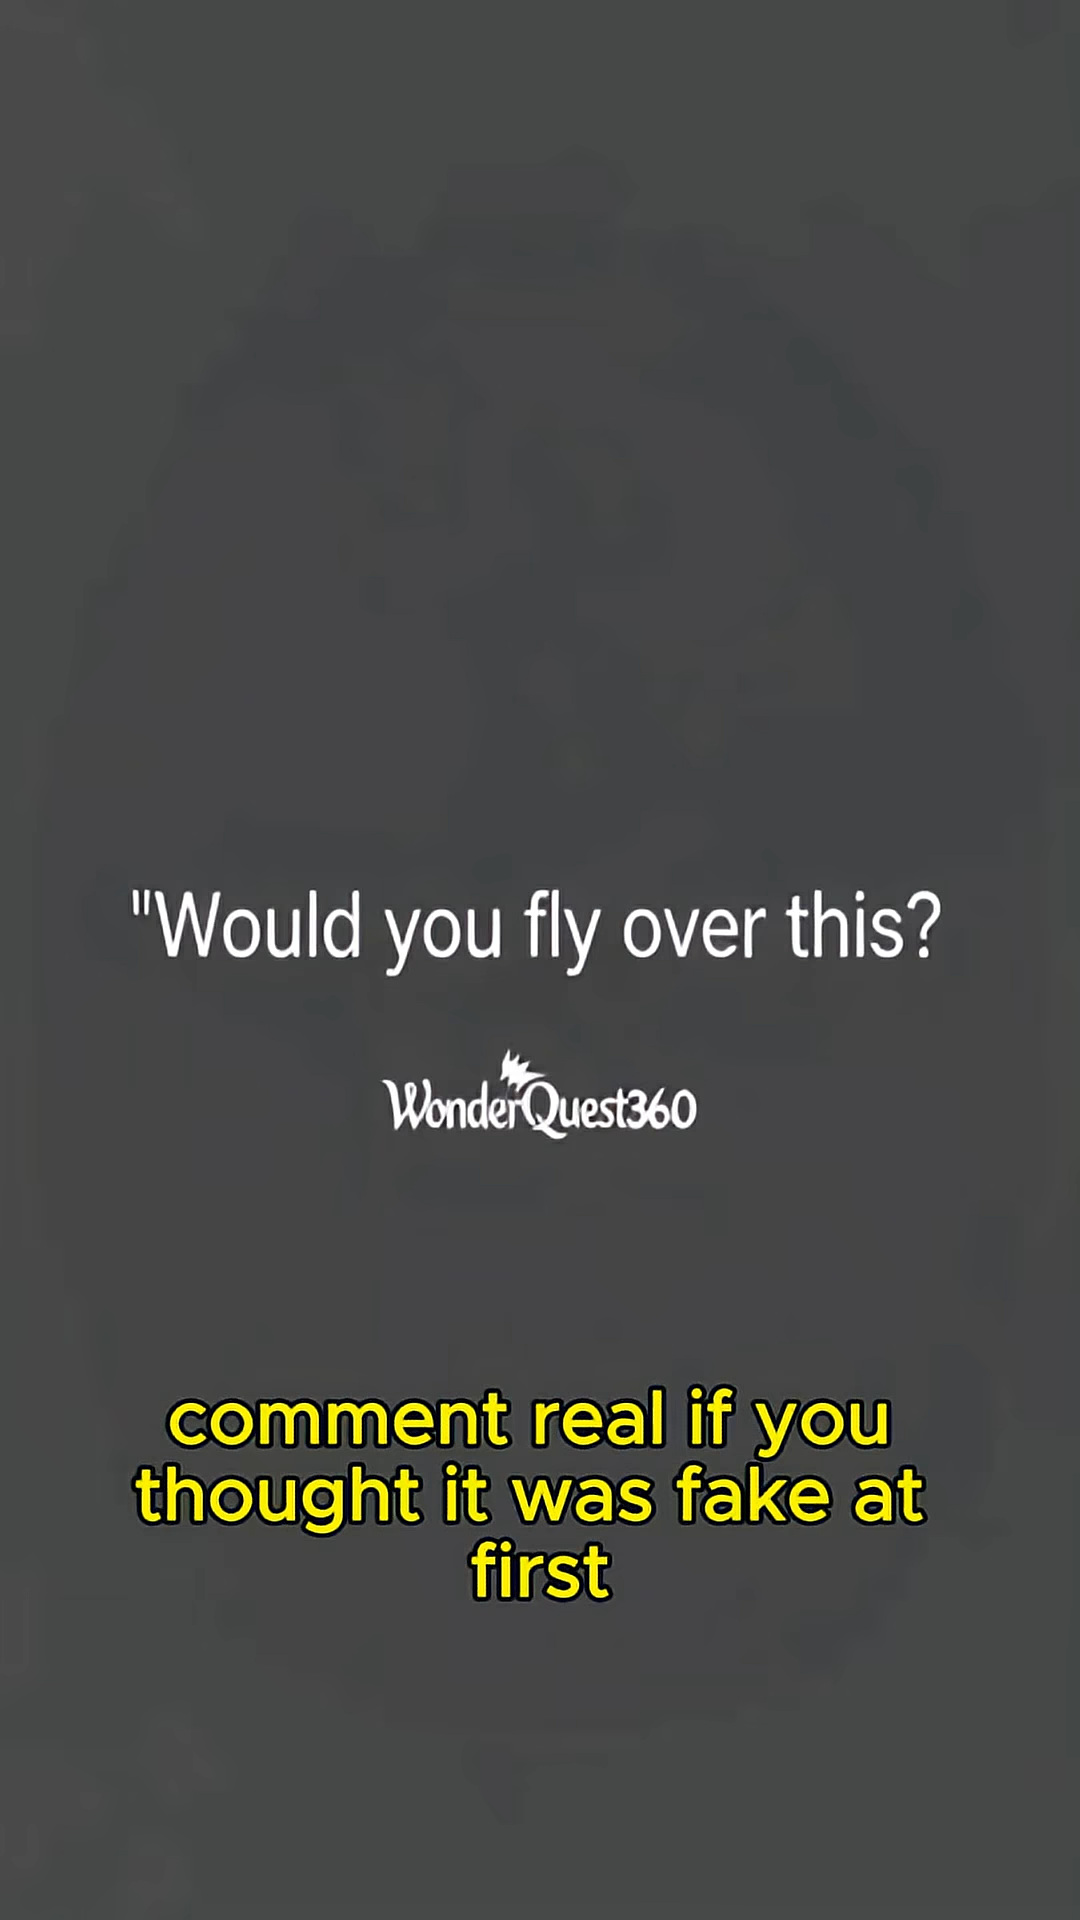 "Would you fly over this?
WonderQuest360
comment real if you
thought it was fake at
first